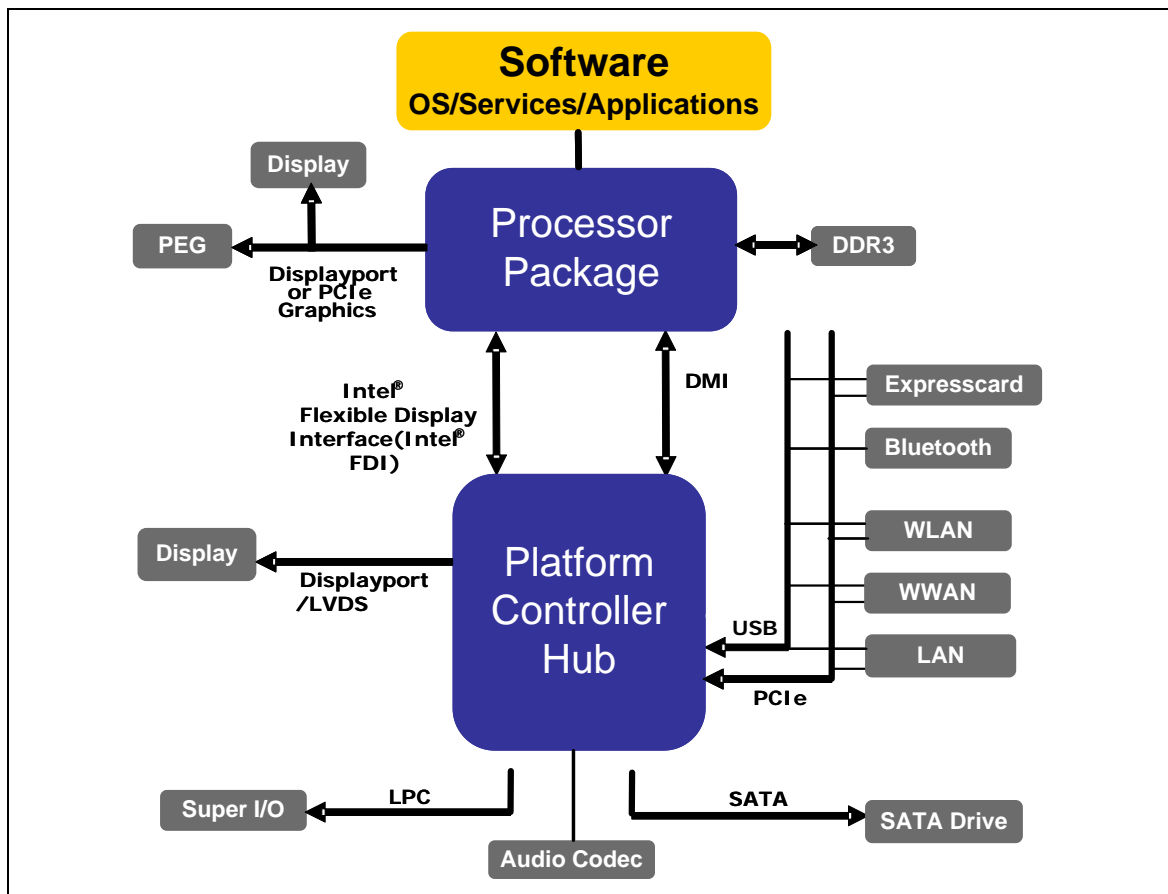 Software
OS/Services/Applications
Display
Processor
Package
PEG
DDR3
Displayport
or PCIe
Graphics
Intel®
Flexible Display
Interface(Intel®
FDI)
DMI
Expresscard
Bluetooth
WLAN
WWAN
LAN
Display
Displayport
/LVDS
Platform
Controller
Hub
USB
PCIe
LPC
SATA
Super I/O
SATA Drive
Audio Codec